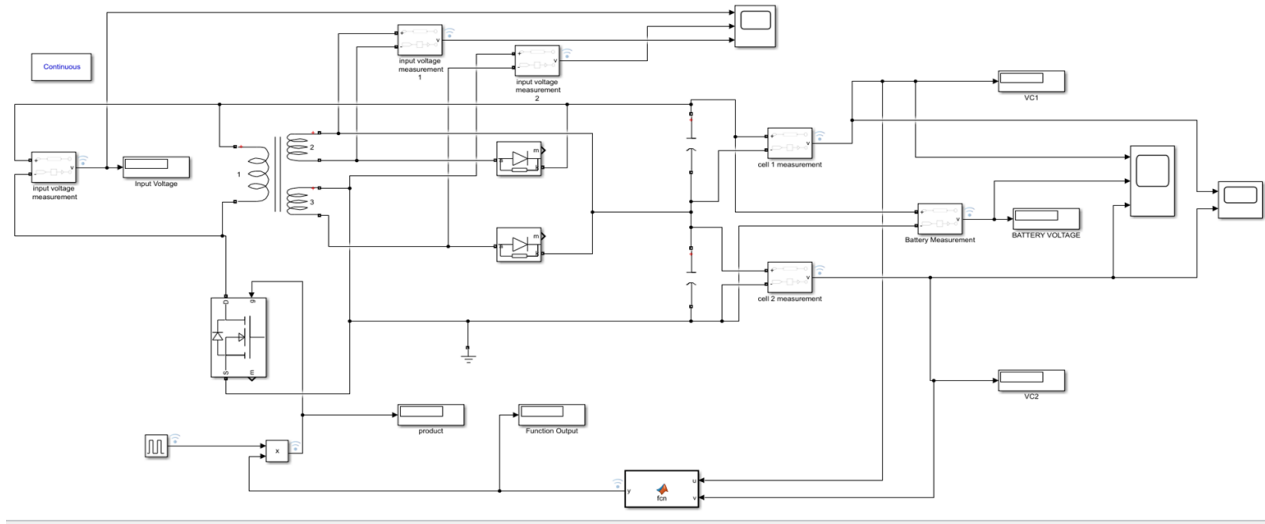 input voltage
measurement
1
input voltage
measurement
2
Continuous
VC1
cell 1 measurement
1
2
3
input voltage
measurement
Input Voltage
Battery Measurement
BATTERY VOLTAGE
cell 2 measurement
g
D
S
m
VC2
product
Function Output
x
y
fcn
u
v